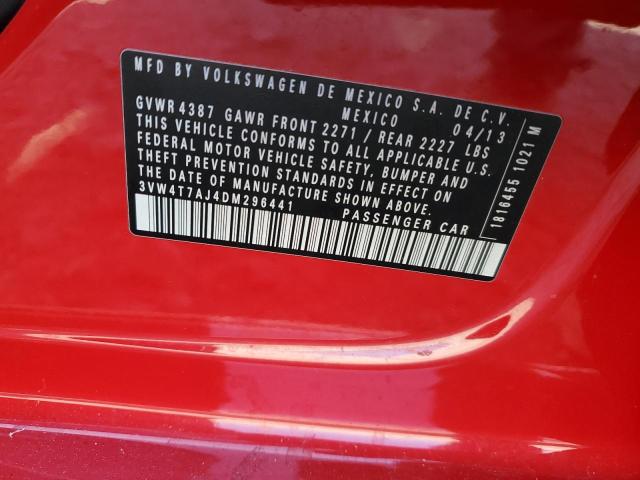 MFD BY VOLKSWAGEN DE MEXICO S.A. DE C.V.
MEXICO 04/13
GVWR 4387 GAWR FRONT 2271 / REAR 2227 LBS
THIS VEHICLE CONFORMS TO ALL APPLICABLE U.S.
FEDERAL MOTOR VEHICLE SAFETY, BUMPER AND
THEFT PREVENTION STANDARDS IN EFFECT ON
THE DATE OF MANUFACTURE SHOWN ABOVE.
3VW4T7AJ4DM296441 PASSENGER CAR
1816455 1021 M